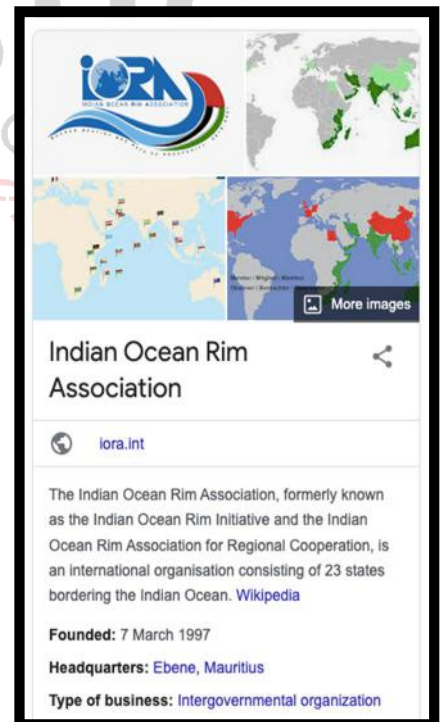 IORA
INDIAN OCEAN RIM ASSOCIATION
More images
Indian Ocean Rim
Association
iora.int
The Indian Ocean Rim Association, formerly known
as the Indian Ocean Rim Initiative and the Indian
Ocean Rim Association for Regional Cooperation, is
an international organisation consisting of 23 states
bordering the Indian Ocean. Wikipedia
Founded: 7 March 1997
Headquarters: Ebene, Mauritius
Type of business: Intergovernmental organization